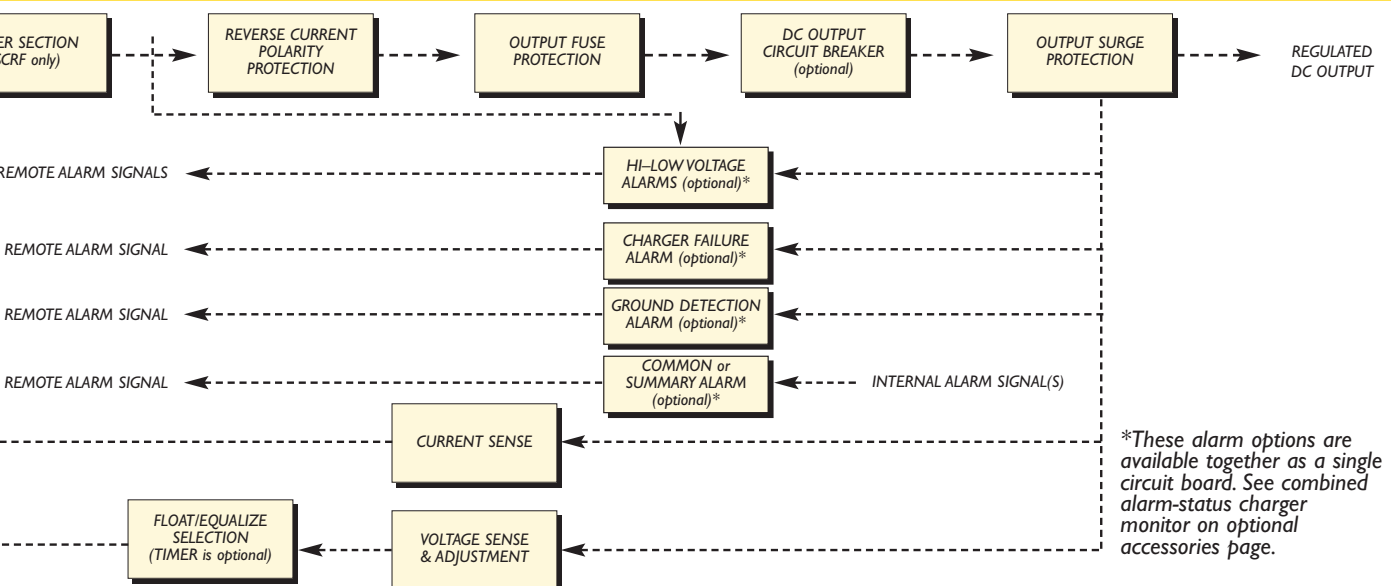 ER SECTION
CRF only)
REVERSE CURRENT
POLARITY
PROTECTION
OUTPUT FUSE
PROTECTION
DC OUTPUT
CIRCUIT BREAKER
(optional)
OUTPUT SURGE
PROTECTION
REGULATED
DC OUTPUT
REMOTE ALARM SIGNALS
HI–LOW VOLTAGE
ALARMS (optional)*
REMOTE ALARM SIGNAL
CHARGER FAILURE
ALARM (optional)*
REMOTE ALARM SIGNAL
GROUND DETECTION
ALARM (optional)*
REMOTE ALARM SIGNAL
COMMON or
SUMMARY ALARM
(optional)*
INTERNAL ALARM SIGNAL(S)
CURRENT SENSE
*These alarm options are
available together as a single
circuit board. See combined
alarm-status charger
monitor on optional
accessories page.
FLOAT/EQUALIZE
SELECTION
(TIMER is optional)
VOLTAGE SENSE
& ADJUSTMENT